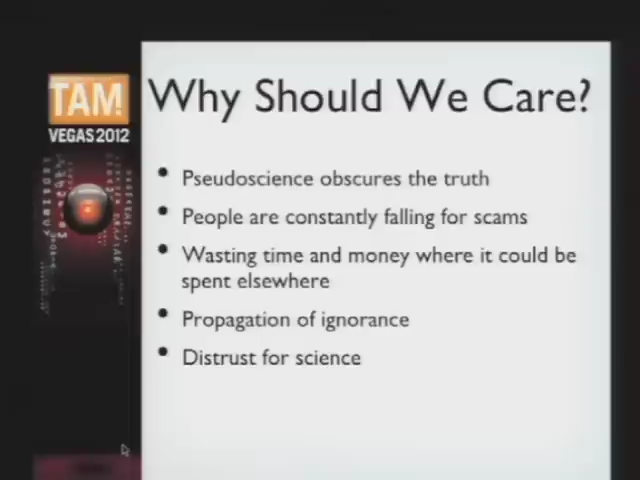 TAM!
VEGAS 2012
Why Should We Care?
• Pseudoscience obscures the truth
• People are constantly falling for scams
• Wasting time and money where it could be
spent elsewhere
• Propagation of ignorance
• Distrust for science